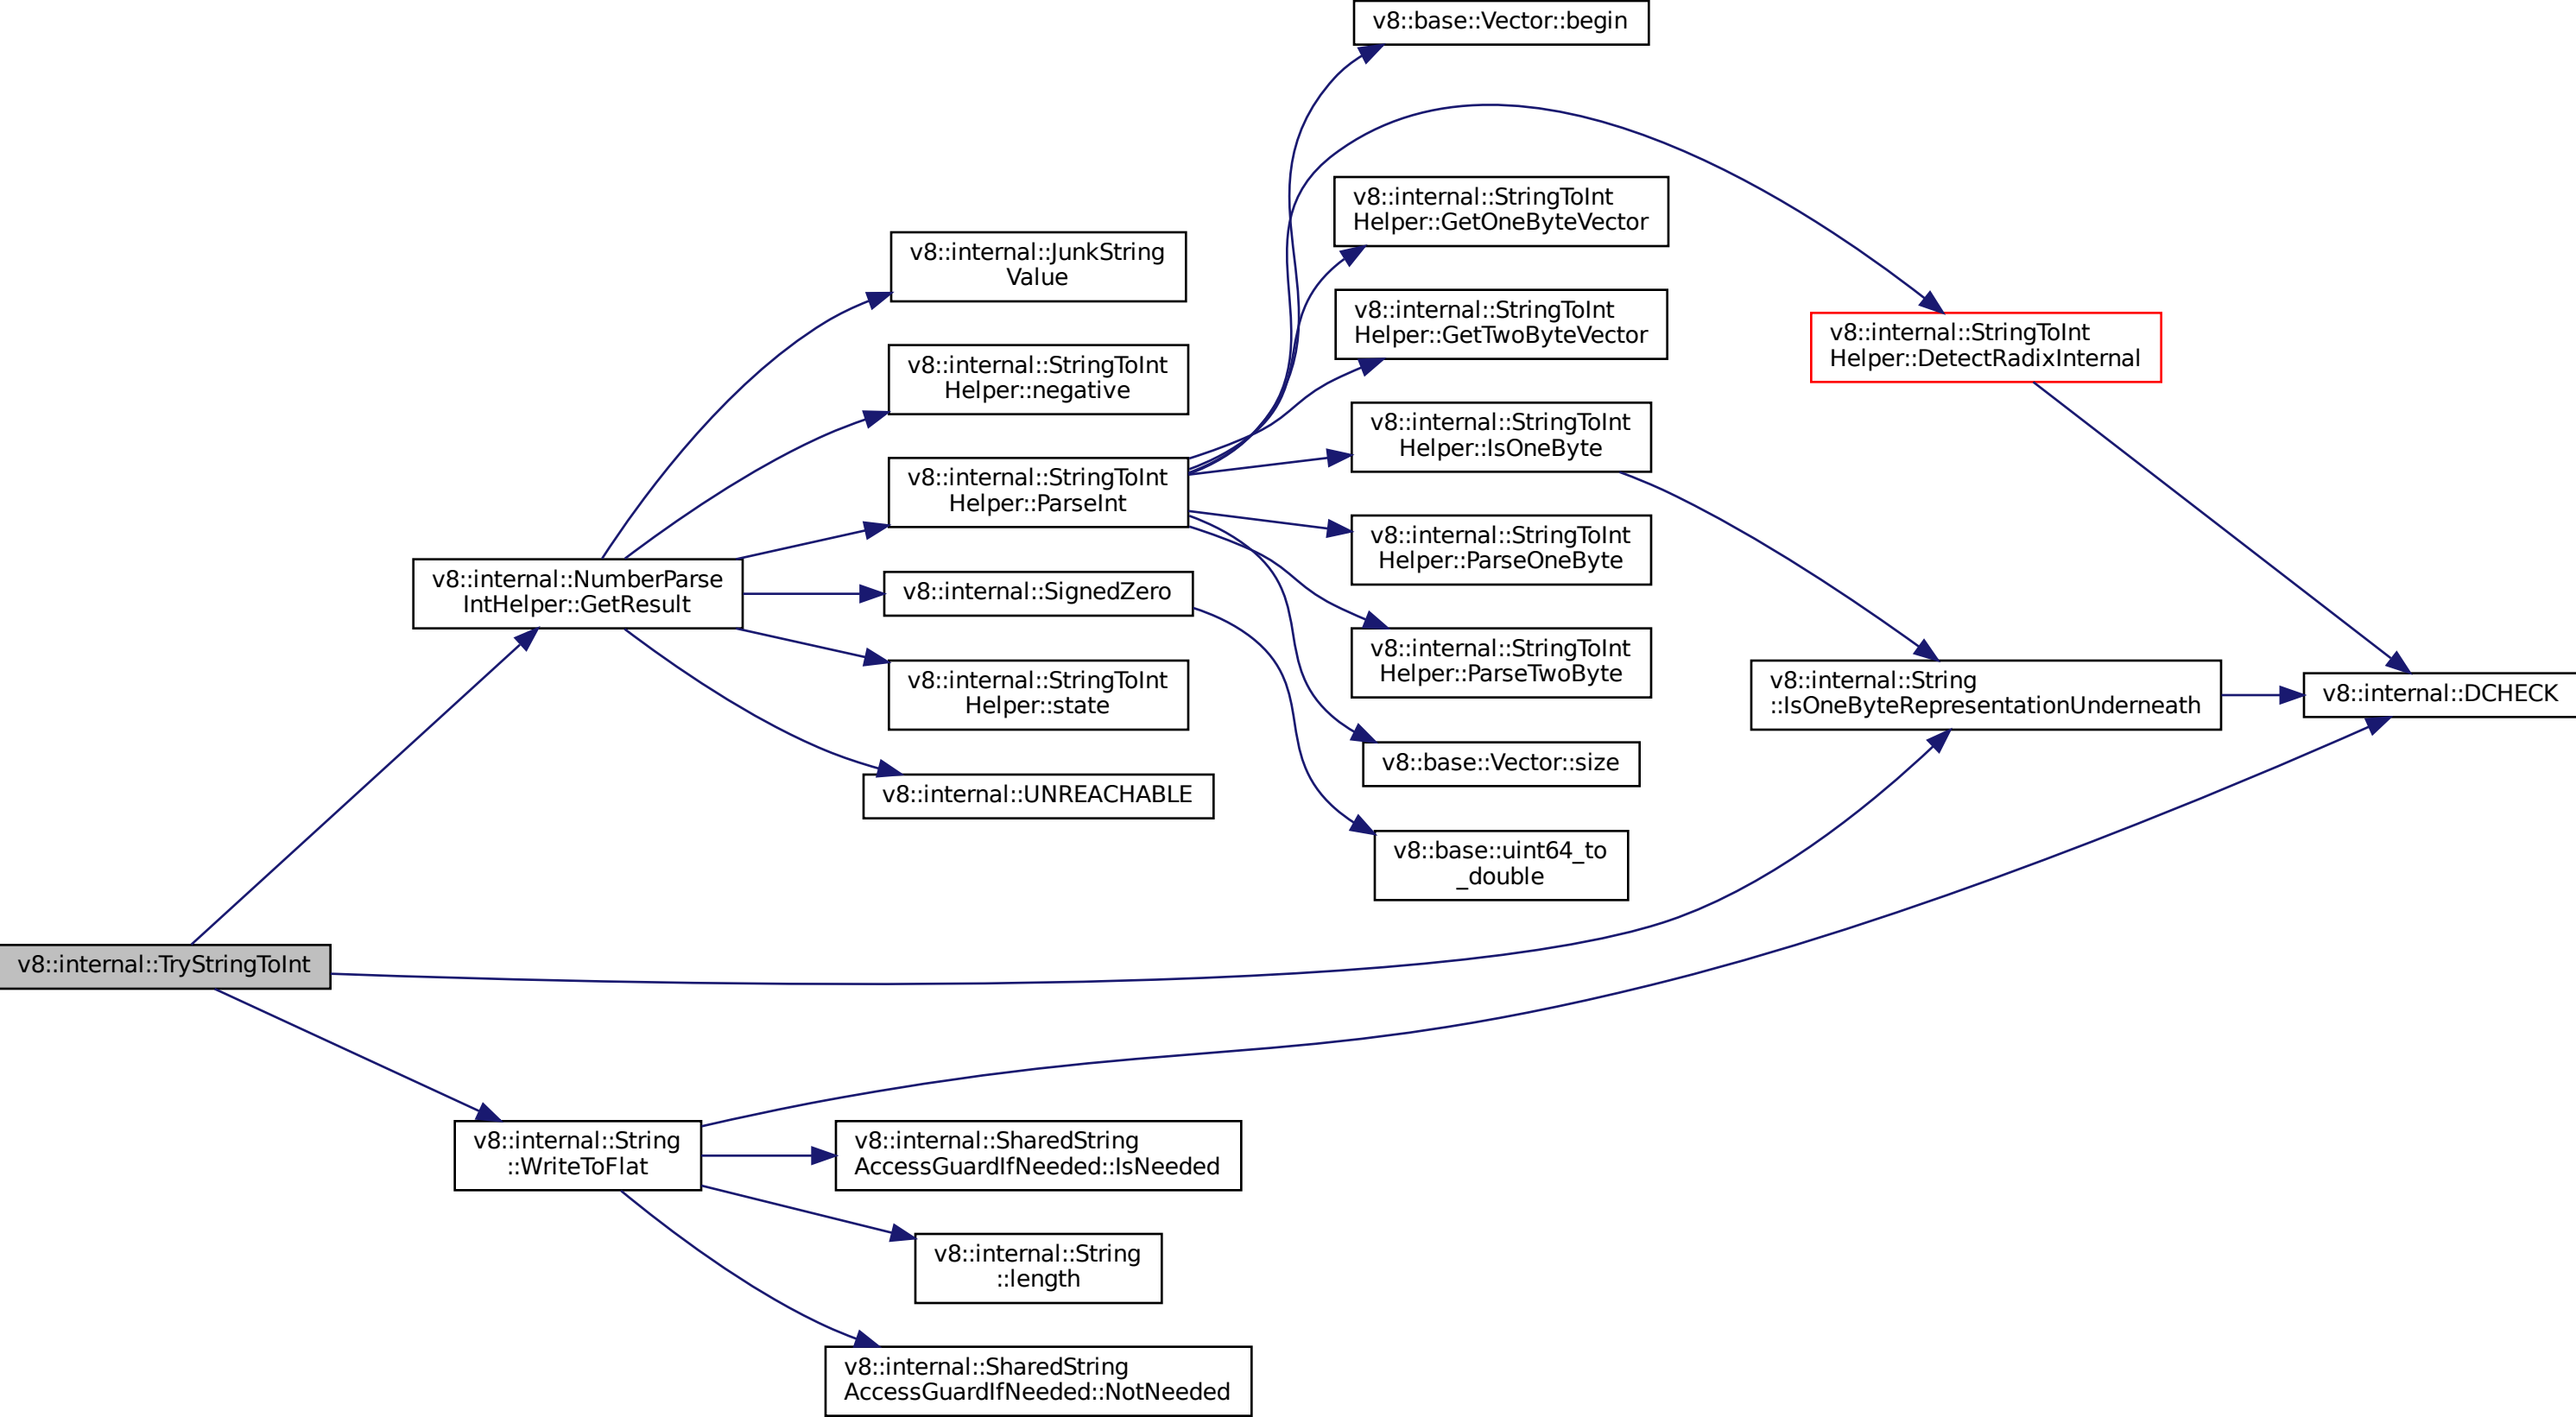 v8::base::Vector::begin
v8::internal::StringToInt
Helper::GetOneByteVector
v8::internal::JunkString
Value
v8::internal::StringToInt
Helper::GetTwoByteVector
v8::internal::StringToInt
Helper::DetectRadixInternal
v8::internal::StringToInt
Helper::negative
v8::internal::StringToInt
Helper::IsOneByte
v8::internal::StringToInt
Helper::ParseInt
v8::internal::StringToInt
Helper::ParseOneByte
v8::internal::NumberParse
IntHelper::GetResult
v8::internal::SignedZero
v8::internal::StringToInt
Helper::ParseTwoByte
v8::internal::StringToInt
Helper::state
v8::internal::String
::IsOneByteRepresentationUnderneath
v8::internal::DCHECK
v8::base::Vector::size
v8::internal::UNREACHABLE
v8::base::uint64_to
_double
v8::internal::TryStringToInt
v8::internal::String
::WriteToFlat
v8::internal::SharedString
AccessGuardIfNeeded::IsNeeded
v8::internal::String
::length
v8::internal::SharedString
AccessGuardIfNeeded::NotNeeded